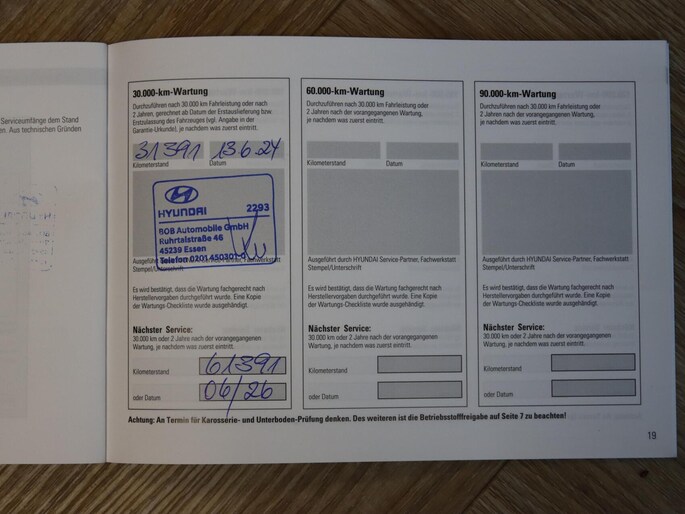 Serviceumfänge dem Stand
en. Aus technischen Gründen
30.000-km-Wartung
Durchzuführen nach 30.000 km Fahrleistung oder nach
2 Jahren, gerechnet ab Datum der Erstauslieferung bzw.
Erstzulassung des Fahrzeuges (vgl. Angabe in der
Garantie-Urkunde), je nachdem was zuerst eintritt.
31391 13.6.24
Kilometerstand Datum
HYUNDAI 2293
BOB Automobile GmbH
Ruhrtalstraße 46
45239 Essen
Telefon 0201 450301-0
Ausgeführt Partner, Fachwerkstatt
Stempel/Unterschrift
Es wird bestätigt, dass die Wartung fachgerecht nach
Herstellervorgaben durchgeführt wurde. Eine Kopie
der Wartungs-Checkliste wurde ausgehändigt.
Nächster Service:
30.000 km oder 2 Jahre nach der vorangegangenen
Wartung, je nachdem was zuerst eintritt.
Kilometerstand 61391
oder Datum 06/26
60.000-km-Wartung
Durchzuführen nach 30.000 km Fahrleistung oder
2 Jahren nach der vorangegangenen Wartung,
je nachdem was zuerst eintritt.
Kilometerstand Datum
Ausgeführt durch HYUNDAI Service-Partner, Fachwerkstatt
Stempel/Unterschrift
Es wird bestätigt, dass die Wartung fachgerecht nach
Herstellervorgaben durchgeführt wurde. Eine Kopie
der Wartungs-Checkliste wurde ausgehändigt.
Nächster Service:
30.000 km oder 2 Jahre nach der vorangegangenen
Wartung, je nachdem was zuerst eintritt.
Kilometerstand
oder Datum
90.000-km-Wartung
Durchzuführen nach 30.000 km Fahrleistung oder
2 Jahren nach der vorangegangenen Wartung,
je nachdem was zuerst eintritt.
Kilometerstand Datum
Ausgeführt durch HYUNDAI Service-Partner, Fachwerkstatt
Stempel/Unterschrift
Es wird bestätigt, dass die Wartung fachgerecht nach
Herstellervorgaben durchgeführt wurde. Eine Kopie
der Wartungs-Checkliste wurde ausgehändigt.
Nächster Service:
30.000 km oder 2 Jahre nach der vorangegangenen
Wartung, je nachdem was zuerst eintritt.
Kilometerstand
oder Datum
Achtung: An Termin für Karosserie- und Unterboden-Prüfung denken. Des weiteren ist die Betriebsstofffreigabe auf Seite 7 zu beachten!
19